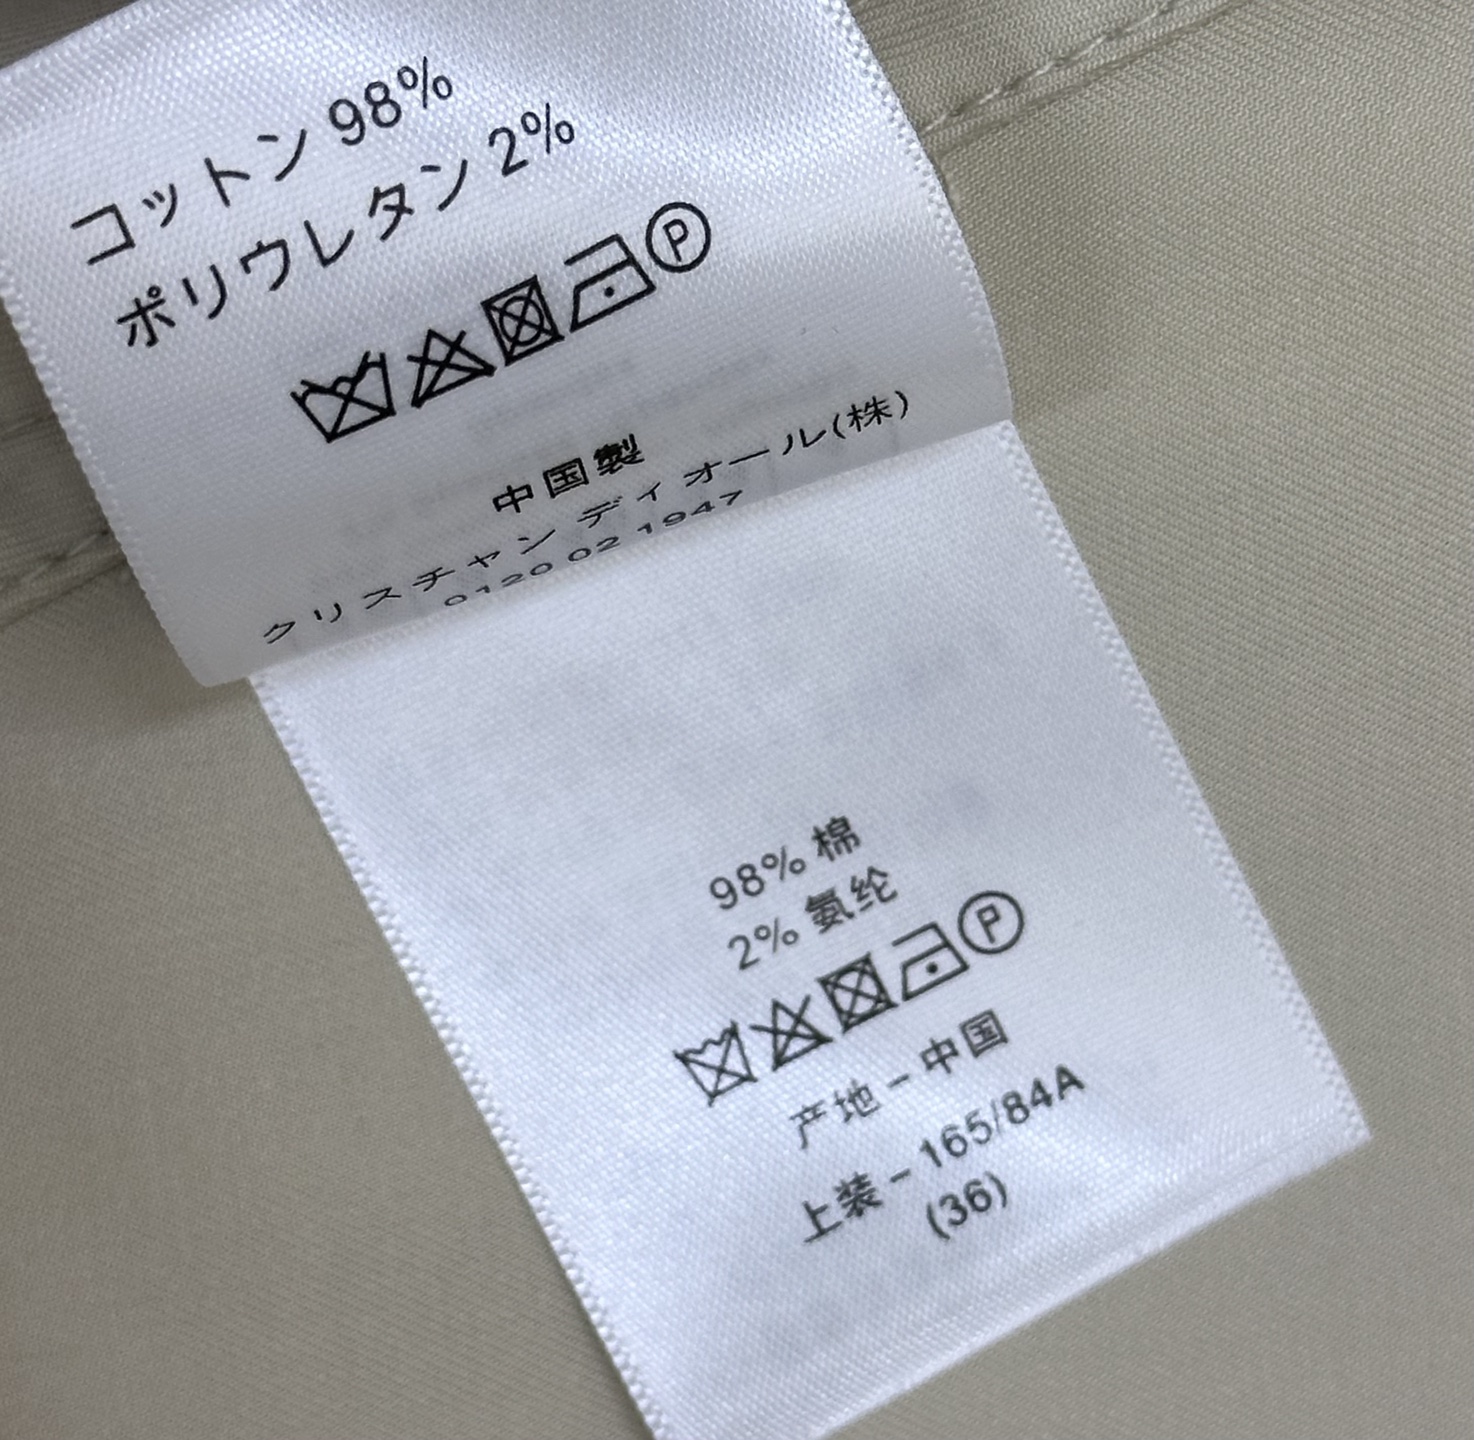 コットン 98%
ポリウレタン 2%
P
中国製
クリスチャン ディオール(株)
0120 02 1947
98% 棉
2% 氨纶
P
产地 – 中国
上装 – 165/84A
(36)